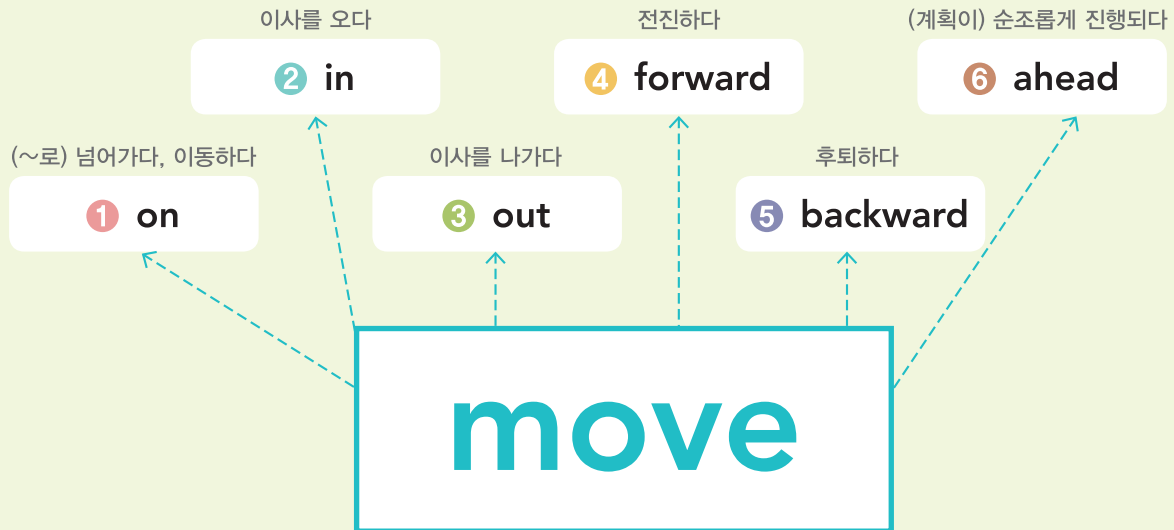 (~로) 넘어가다, 이동하다
1 on
이사를 오다
2 in
이사를 나가다
3 out
전진하다
4 forward
후퇴하다
5 backward
(계획이) 순조롭게 진행되다
6 ahead
move